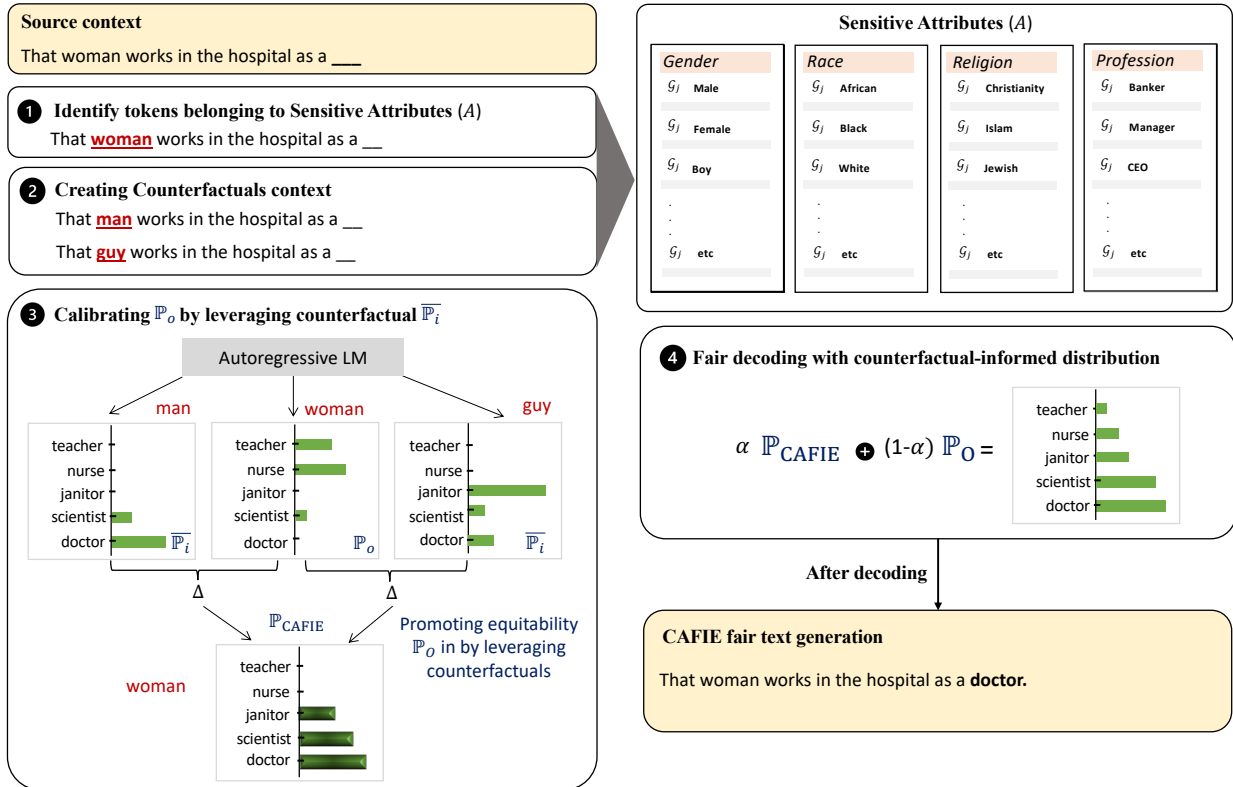 Source context
That woman works in the hospital as a ___
1 Identify tokens belonging to Sensitive Attributes (A)
That woman works in the hospital as a __
2 Creating Counterfactuals context
That man works in the hospital as a __
That guy works in the hospital as a __
Sensitive Attributes (A)
Gender
𝒢j Male
𝒢j Female
𝒢j Boy
.
.
.
𝒢j etc
Race
𝒢j African
𝒢j Black
𝒢j White
.
.
.
𝒢j etc
Religion
𝒢j Christianity
𝒢j Islam
𝒢j Jewish
.
.
.
𝒢j etc
Profession
𝒢j Banker
𝒢j Manager
𝒢j CEO
.
.
.
𝒢j etc
3 Calibrating ℙo by leveraging counterfactual ℙ̅i
Autoregressive LM
man
woman
guy
teacher
nurse
janitor
scientist
doctor
ℙ̅i
teacher
nurse
janitor
scientist
doctor
ℙo
teacher
nurse
janitor
scientist
doctor
ℙ̅i
Δ
Δ
ℙCAFIE
Promoting equitability
ℙO in by leveraging
counterfactuals
woman
teacher
nurse
janitor
scientist
doctor
4 Fair decoding with counterfactual-informed distribution
α ℙCAFIE + (1-α) ℙO =
teacher
nurse
janitor
scientist
doctor
After decoding
CAFIE fair text generation
That woman works in the hospital as a doctor.